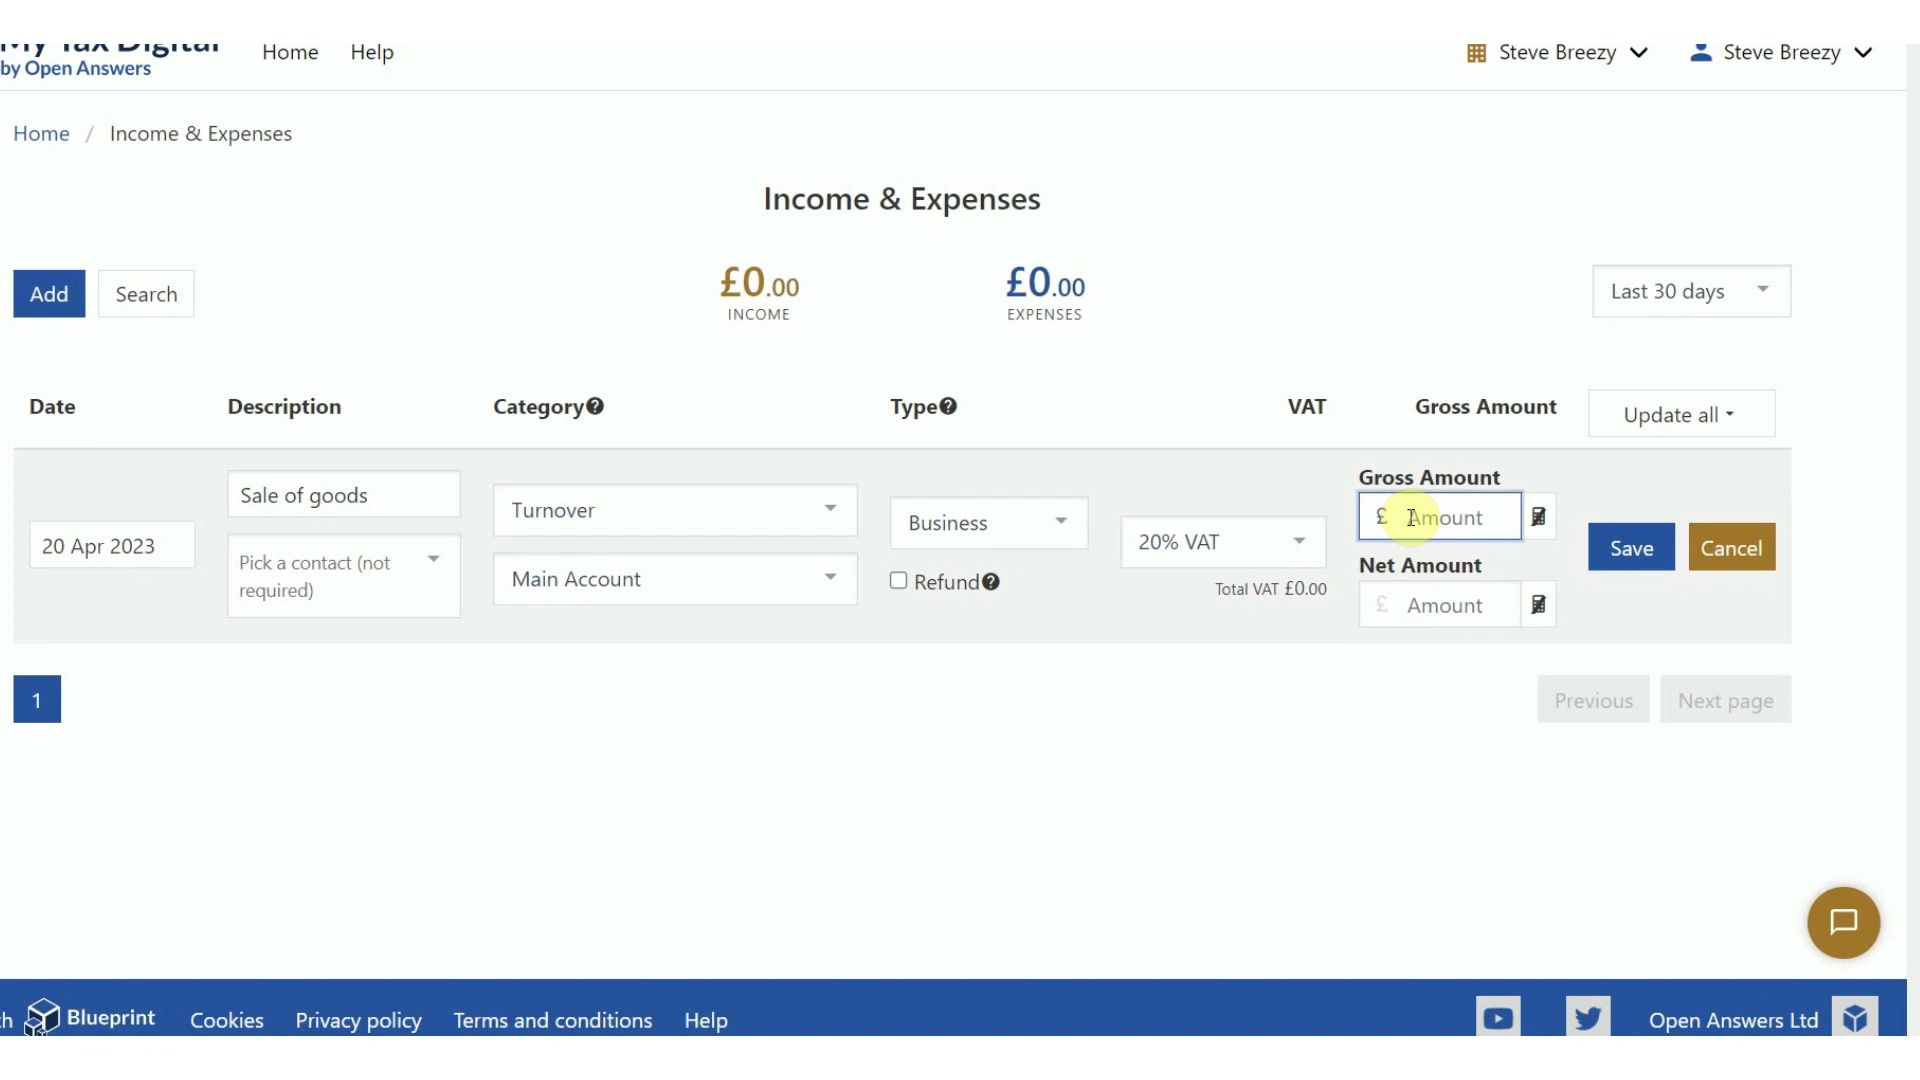 My Tax Digital
by Open Answers
Home Help
Steve Breezy Steve Breezy
Home / Income & Expenses
Income & Expenses
Add Search
£0.00 £0.00
INCOME EXPENSES
Last 30 days
Date Description Category Type VAT Gross Amount Update all
20 Apr 2023
Sale of goods
Pick a contact (not
required)
Turnover
Main Account
Business
Refund
20% VAT
Total VAT £0.00
Gross Amount
£ Amount
Net Amount
£ Amount
Save Cancel
1
Previous Next page
Blueprint Cookies Privacy policy Terms and conditions Help
Open Answers Ltd